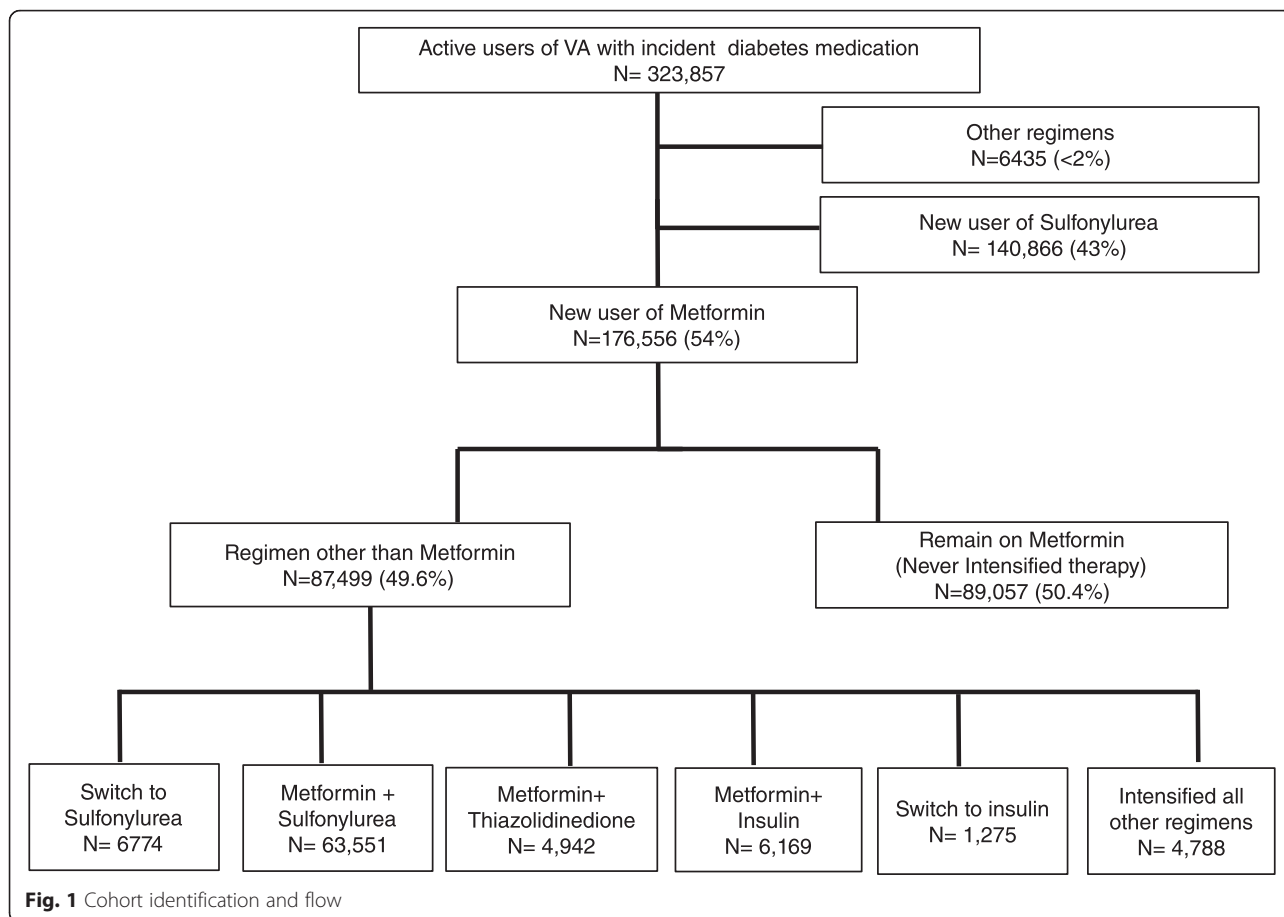 Active users of VA with incident diabetes medication
N= 323,857
Other regimens
N=6435 (<2%)
New user of Sulfonylurea
N= 140,866 (43%)
New user of Metformin
N=176,556 (54%)
Regimen other than Metformin
N=87,499 (49.6%)
Remain on Metformin
(Never Intensified therapy)
N=89,057 (50.4%)
Switch to
Sulfonylurea
N= 6774
Metformin +
Sulfonylurea
N= 63,551
Metformin+
Thiazolidinedione
N= 4,942
Metformin+
Insulin
N= 6,169
Switch to insulin
N= 1,275
Intensified all
other regimens
N= 4,788
Fig. 1 Cohort identification and flow